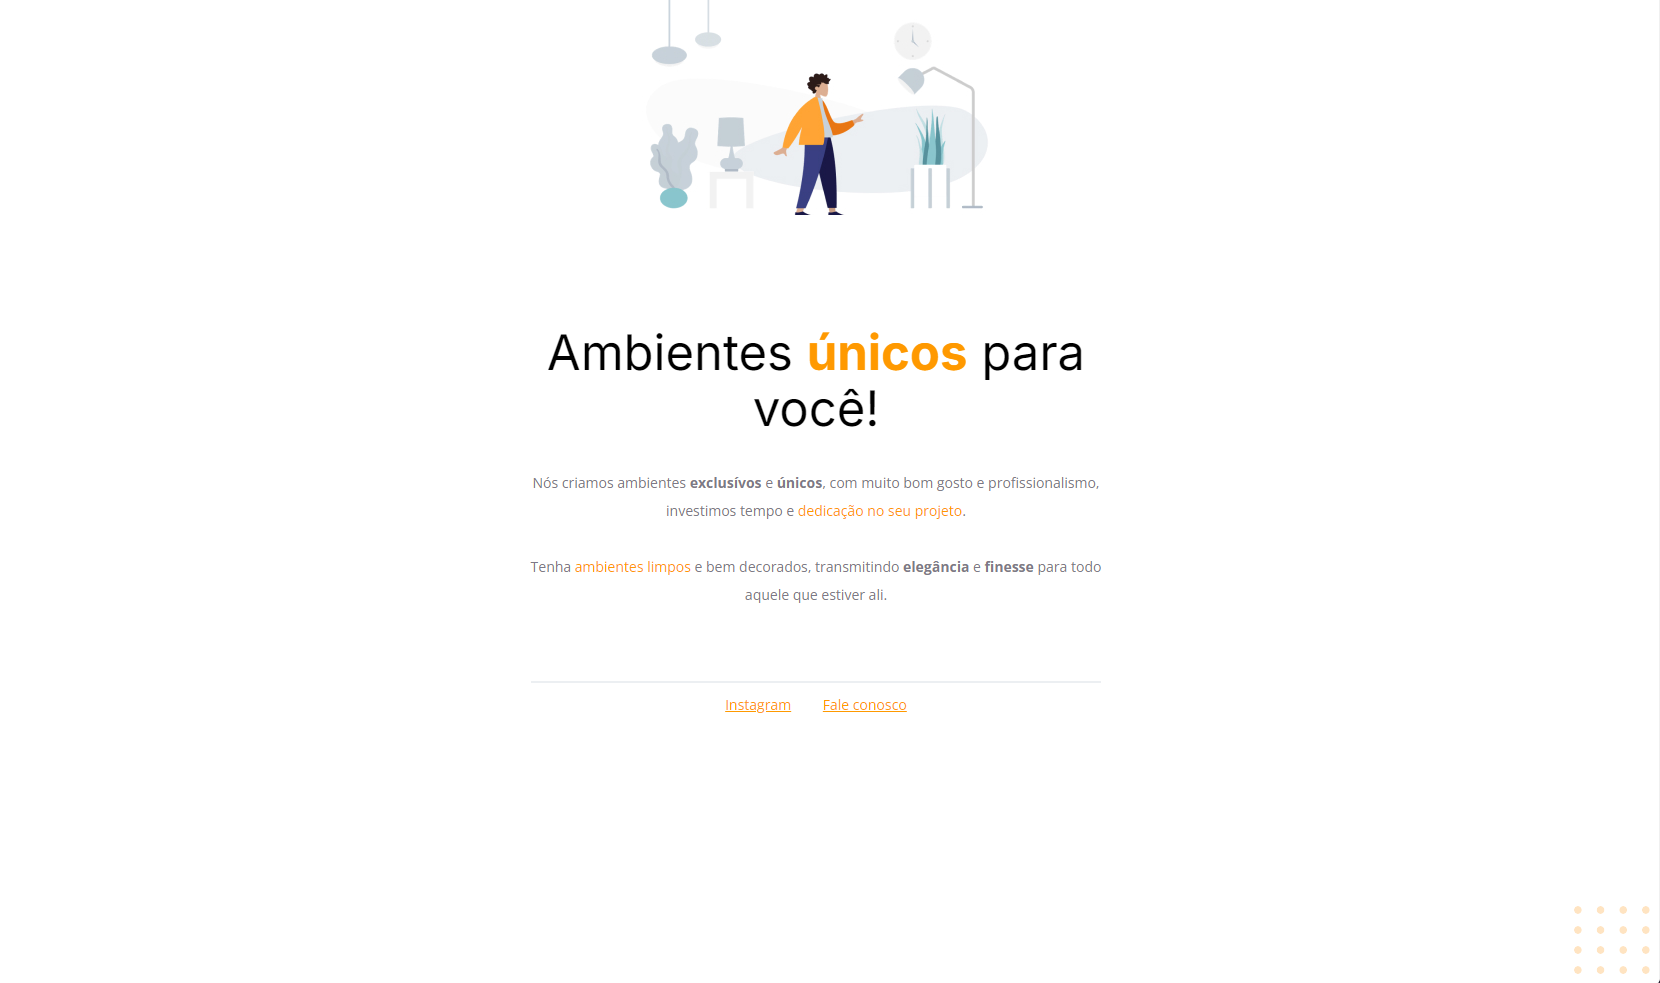 Ambientes únicos para
você!
Nós criamos ambientes exclusívos e únicos, com muito bom gosto e profissionalismo,
investimos tempo e dedicação no seu projeto.
Tenha ambientes limpos e bem decorados, transmitindo elegância e finesse para todo
aquele que estiver ali.
Instagram Fale conosco